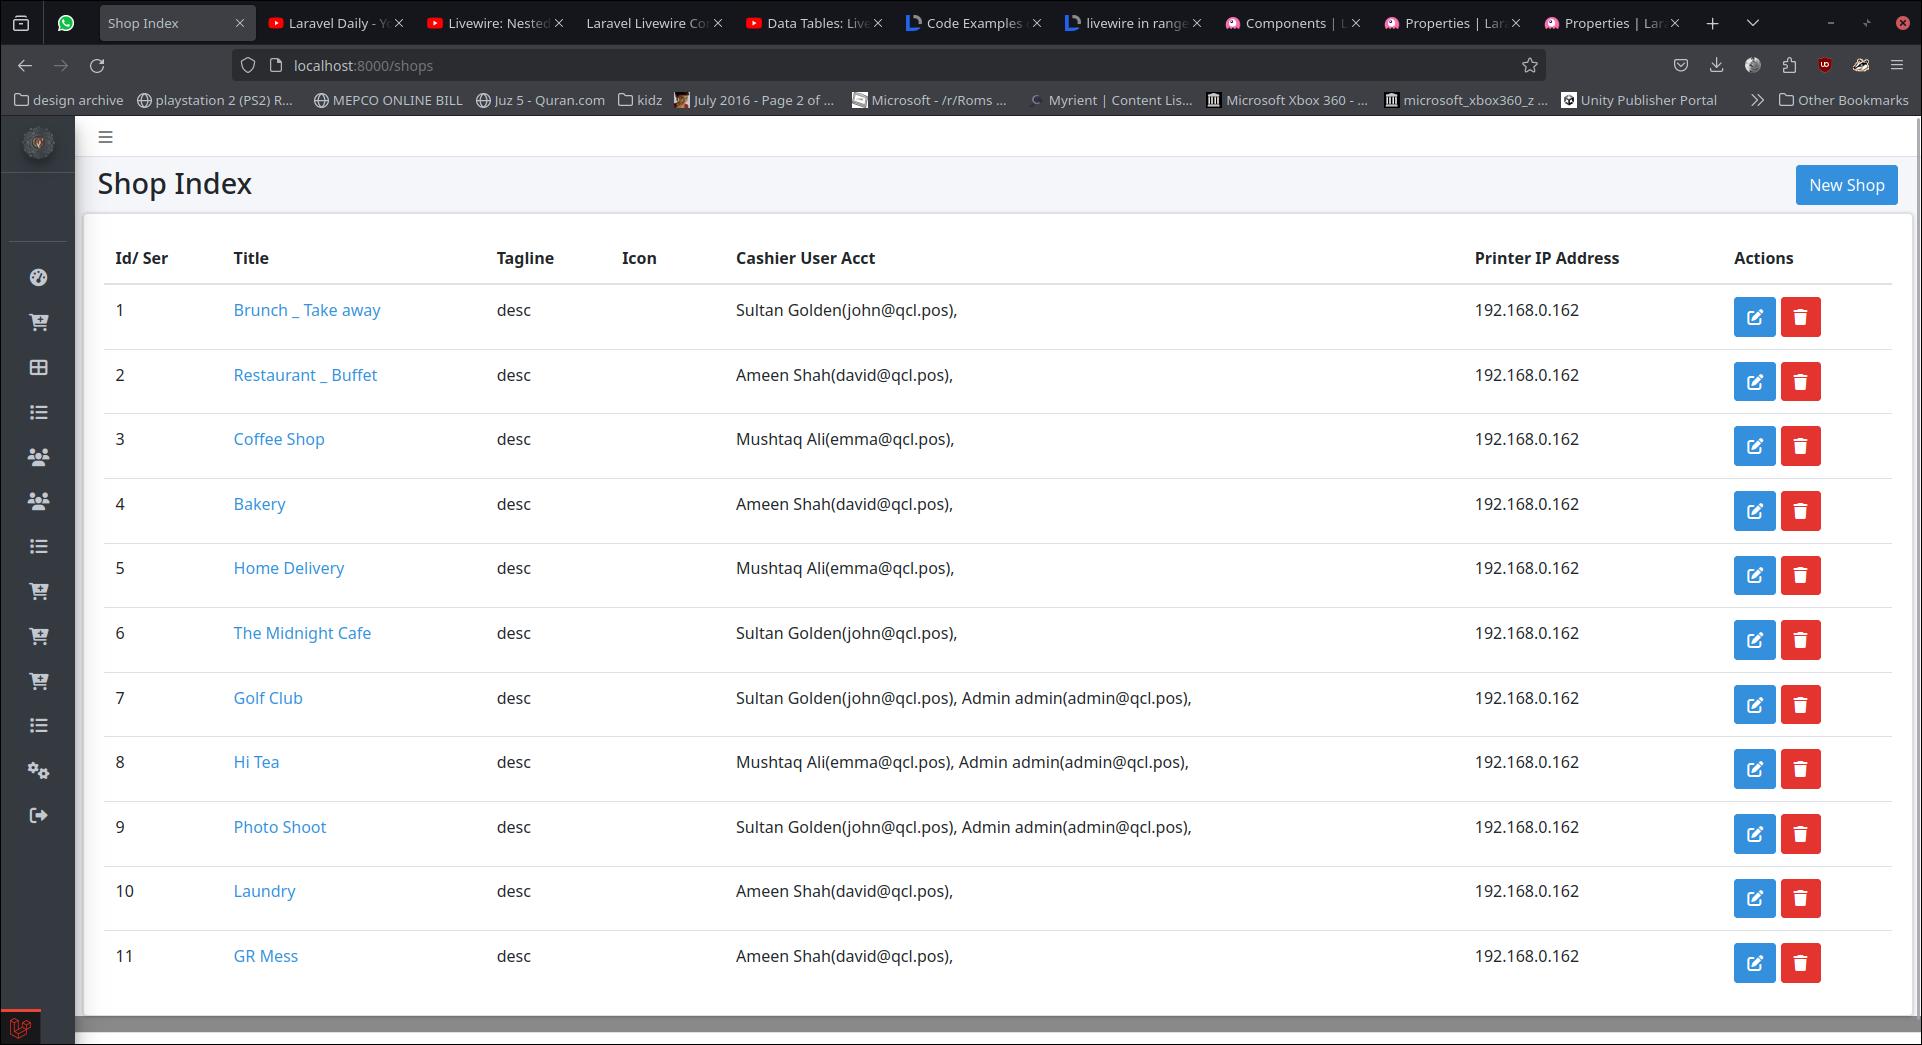 Shop Index
Laravel Daily - Y
Livewire: Nested
Laravel Livewire Co
Data Tables: Live
Code Examples
livewire in range
Components | L
Properties | Lar
Properties | Lar
localhost:8000/shops
design archive
playstation 2 (PS2) R...
MEPCO ONLINE BILL
Juz 5 - Quran.com
kidz
July 2016 - Page 2 of ...
Microsoft - /r/Roms ...
Myrient | Content Lis...
Microsoft Xbox 360 - ...
microsoft_xbox360_z ...
Unity Publisher Portal
Other Bookmarks
Shop Index
New Shop
Id/ Ser Title Tagline Icon Cashier User Acct Printer IP Address Actions
1 Brunch _ Take away desc Sultan Golden(john@qcl.pos), 192.168.0.162
2 Restaurant _ Buffet desc Ameen Shah(david@qcl.pos), 192.168.0.162
3 Coffee Shop desc Mushtaq Ali(emma@qcl.pos), 192.168.0.162
4 Bakery desc Ameen Shah(david@qcl.pos), 192.168.0.162
5 Home Delivery desc Mushtaq Ali(emma@qcl.pos), 192.168.0.162
6 The Midnight Cafe desc Sultan Golden(john@qcl.pos), 192.168.0.162
7 Golf Club desc Sultan Golden(john@qcl.pos), Admin admin(admin@qcl.pos), 192.168.0.162
8 Hi Tea desc Mushtaq Ali(emma@qcl.pos), Admin admin(admin@qcl.pos), 192.168.0.162
9 Photo Shoot desc Sultan Golden(john@qcl.pos), Admin admin(admin@qcl.pos), 192.168.0.162
10 Laundry desc Ameen Shah(david@qcl.pos), 192.168.0.162
11 GR Mess desc Ameen Shah(david@qcl.pos), 192.168.0.162